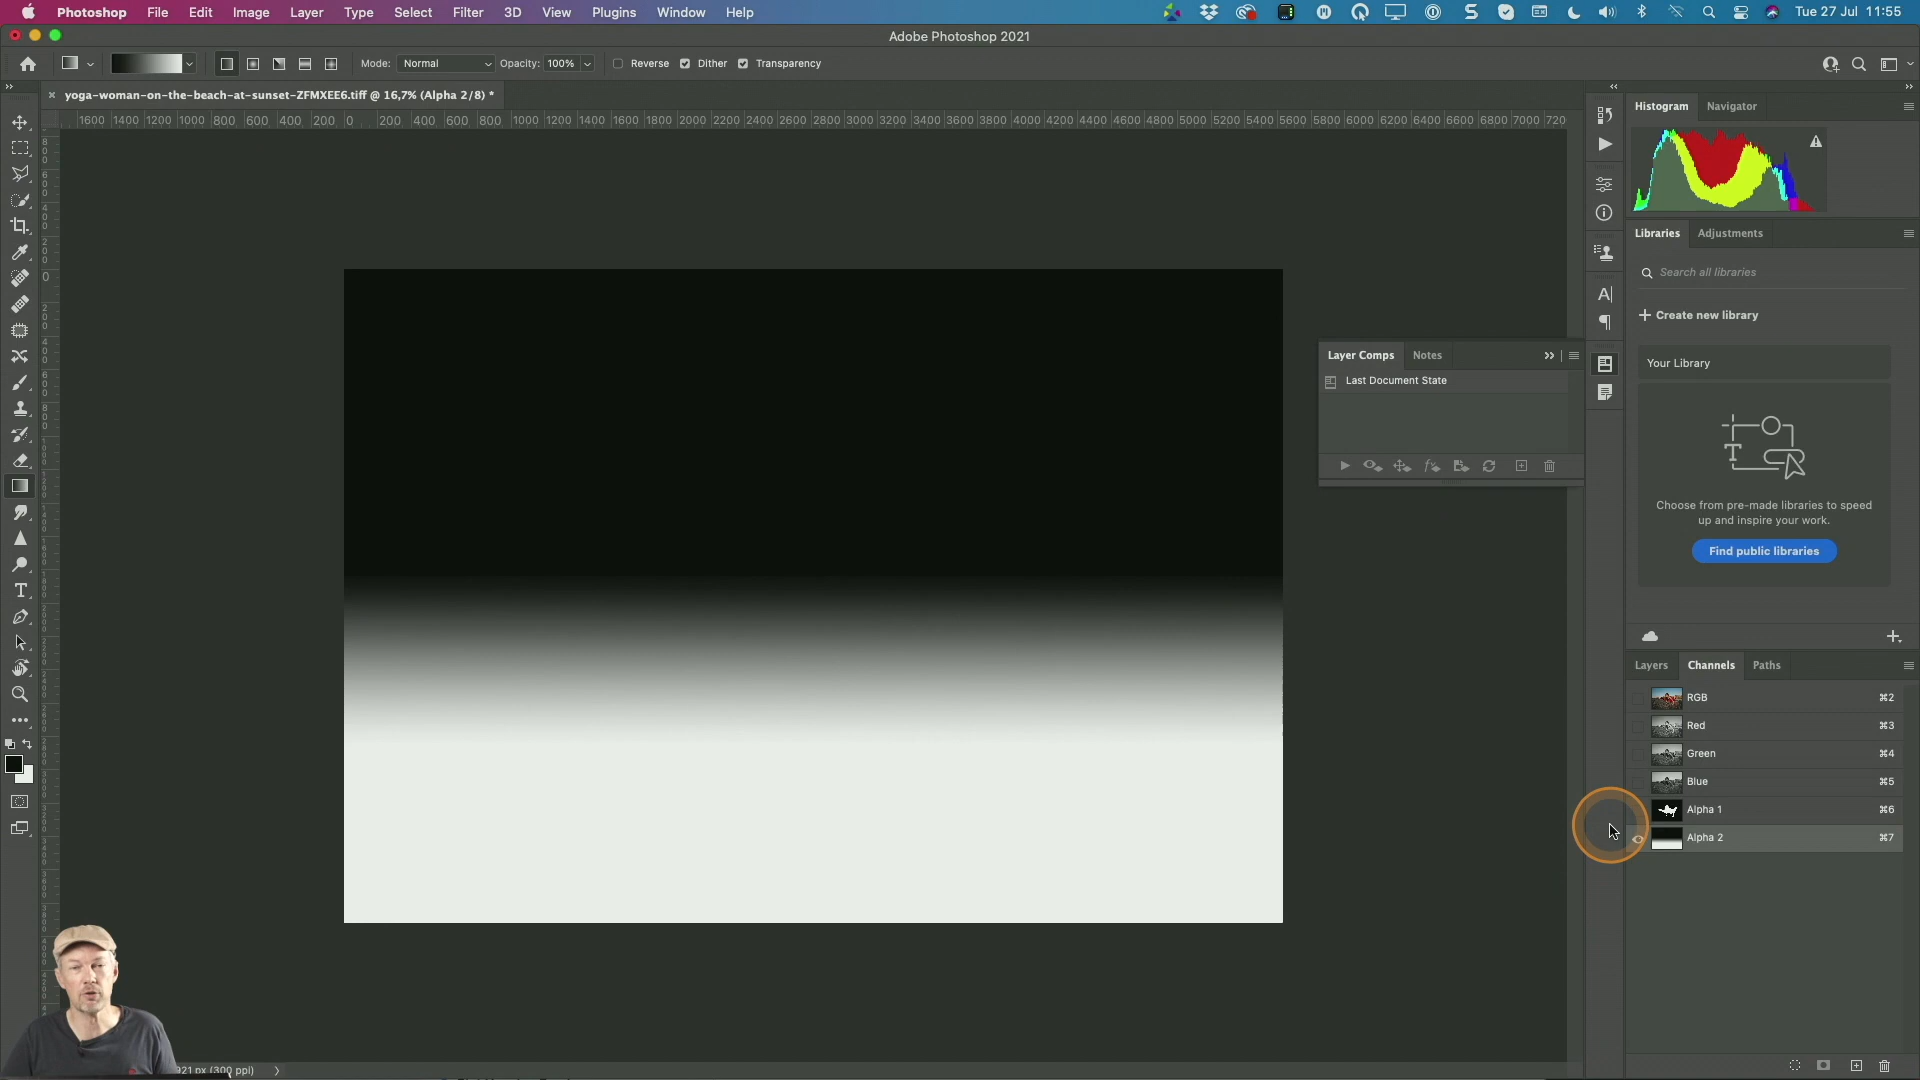 Photoshop File Edit Image Layer Type Select Filter 3D View Plugins Window Help Tue 27 Jul 11:55
Adobe Photoshop 2021
Mode: Normal Opacity: 100% Reverse Dither Transparency
yoga-woman-on-the-beach-at-sunset-ZFMXEE6.tiff @ 16,7% (Alpha 2/8) *
1600 1400 1200 1000 800 600 400 200 0 200 400 600 800 1000 1200 1400 1600 1800 2000 2200 2400 2600 2800 3000 3200 3400 3600 3800 4000 4200 4400 4600 4800 5000 5200 5400 5600 5800 6000 6200 6400 6600 6800 7000 720
Histogram Navigator
Libraries Adjustments
Search all libraries
+ Create new library
Your Library
Choose from pre-made libraries to speed
up and inspire your work.
Find public libraries
Layer Comps Notes
Last Document State
Layers Channels Paths
RGB ⌘2
Red ⌘3
Green ⌘4
Blue ⌘5
Alpha 1 ⌘6
Alpha 2 ⌘7
921 px (300 ppi)